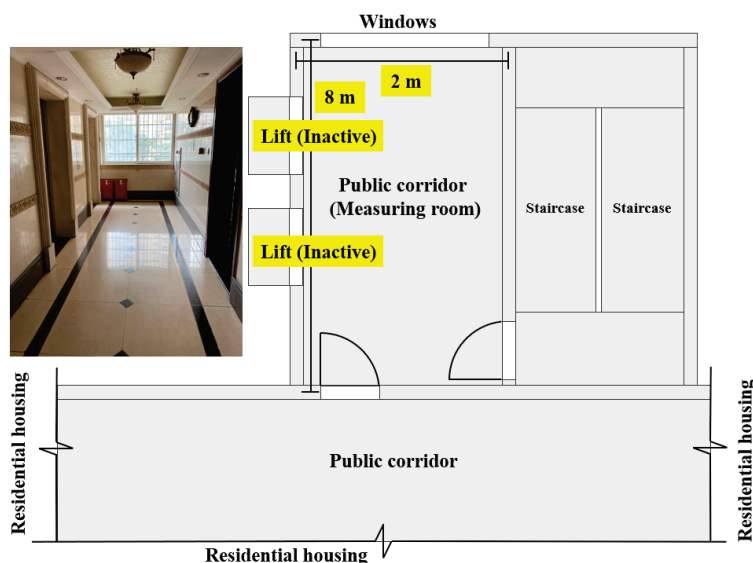 Windows
2 m
8 m
Lift (Inactive)
Public corridor
(Measuring room)
Staircase
Staircase
Lift (Inactive)
Residential housing
Public corridor
Residential housing
Residential housing